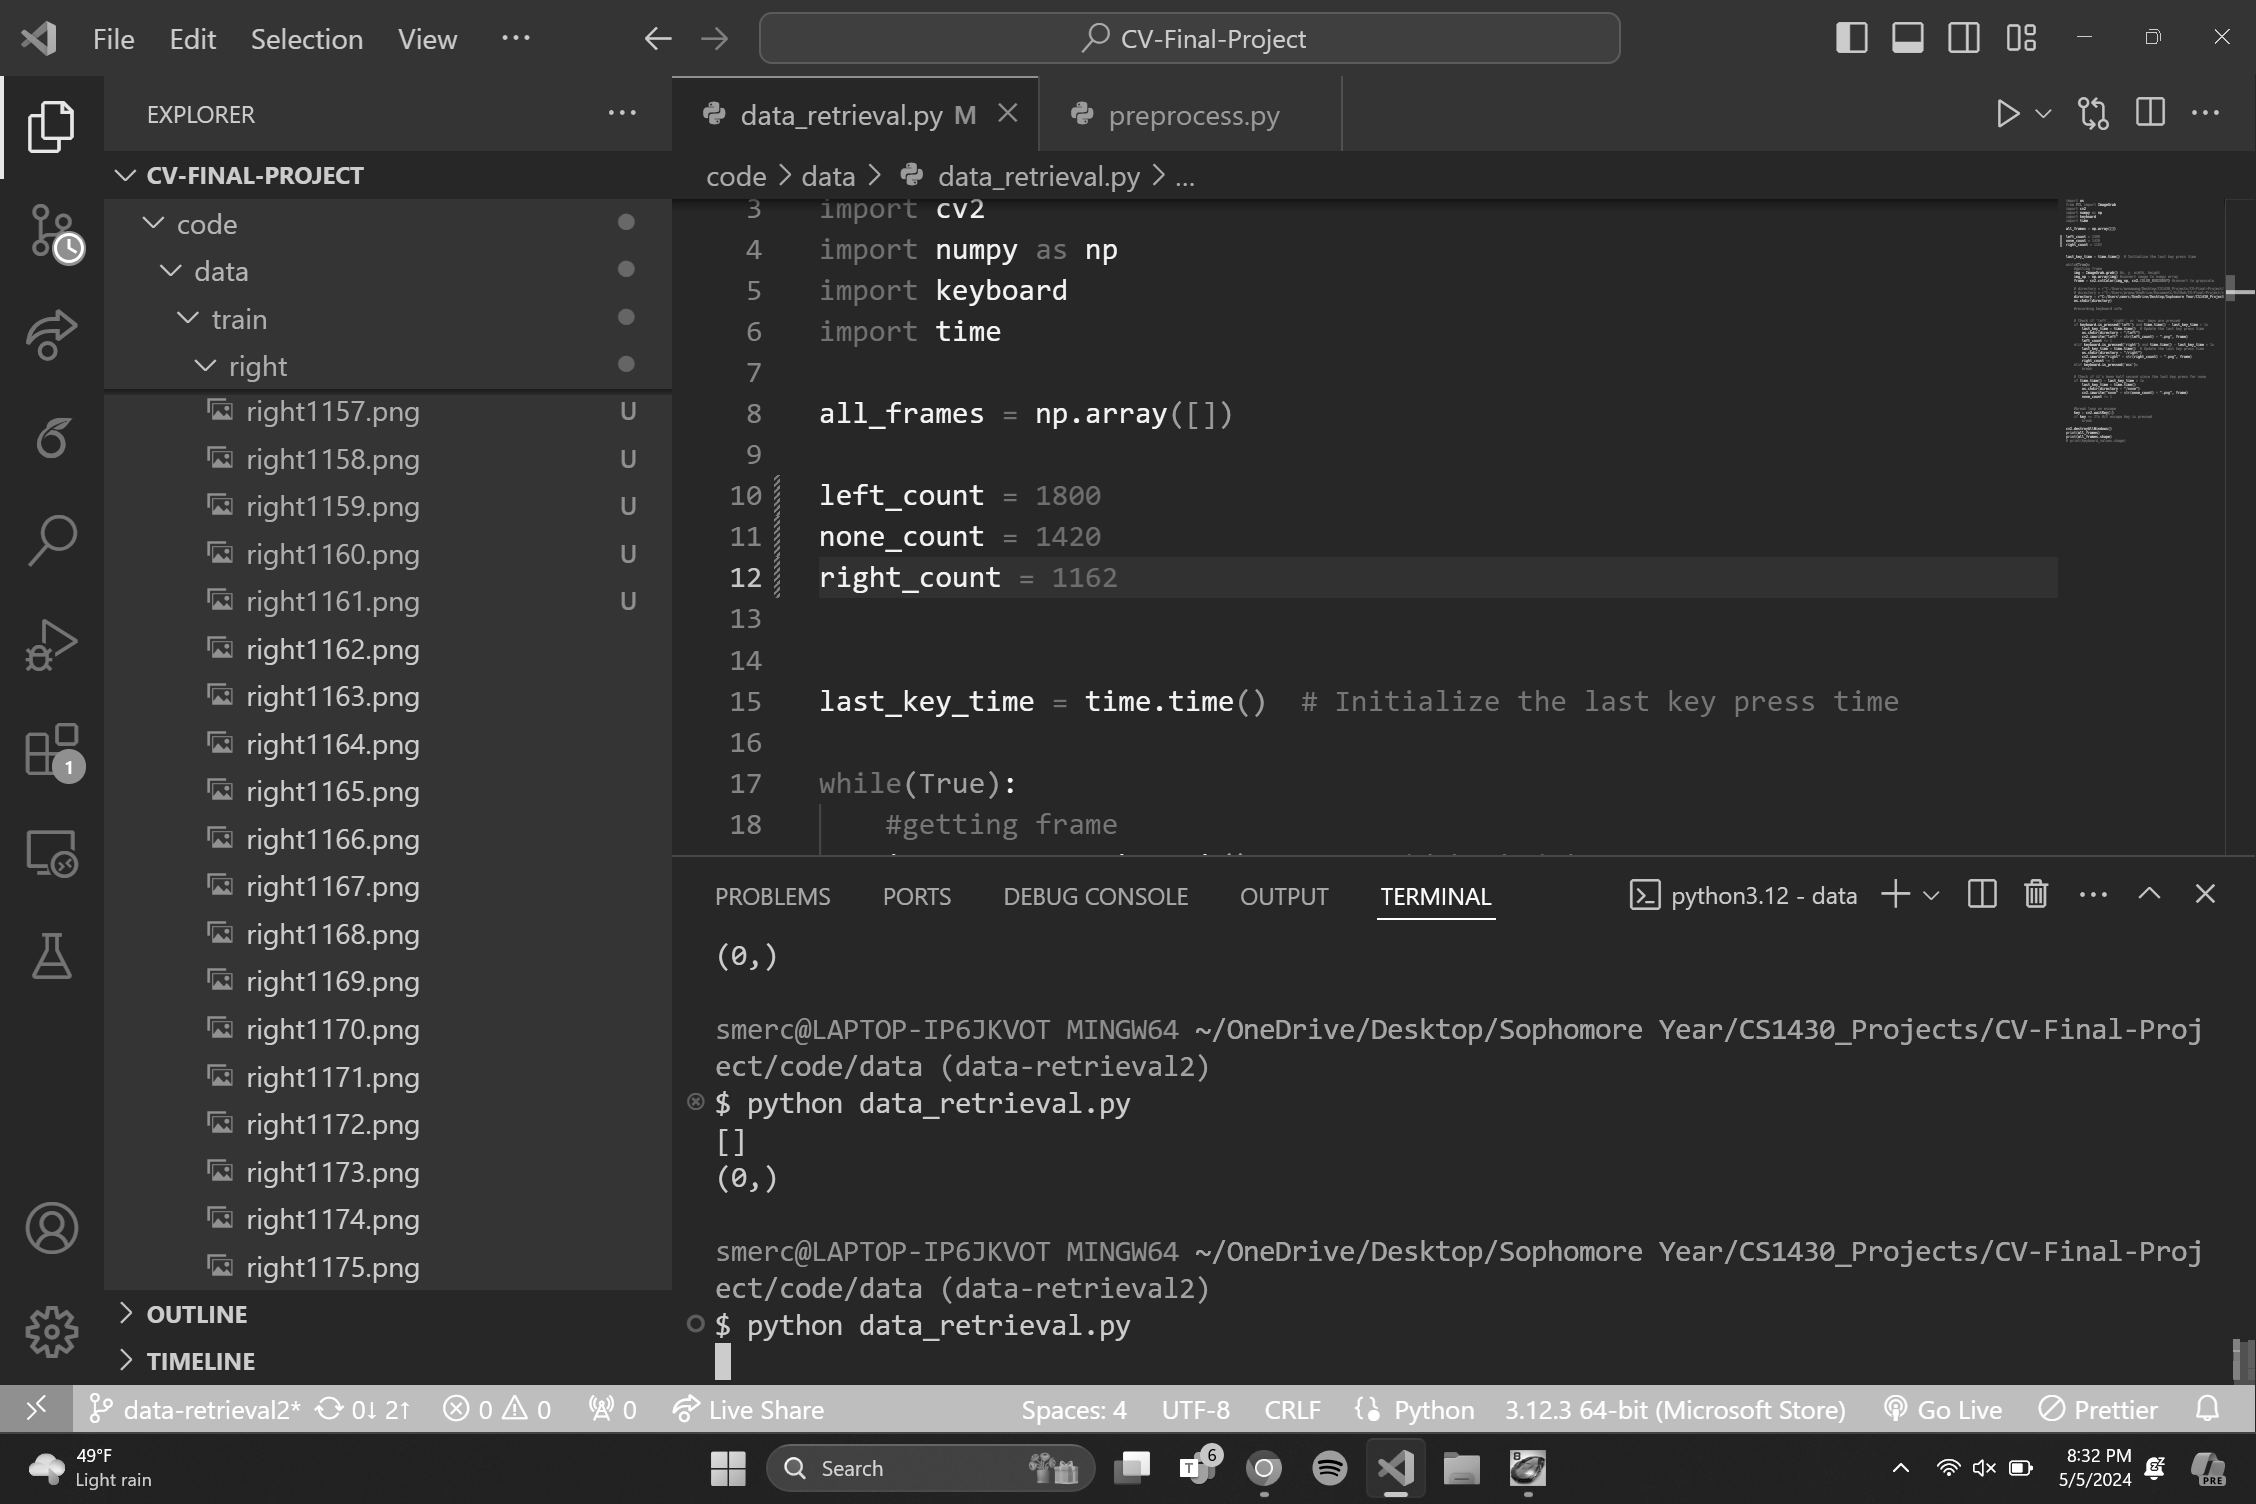 File Edit Selection View ...
CV-Final-Project
EXPLORER
CV-FINAL-PROJECT
code
data
train
right
right1157.png U
right1158.png U
right1159.png U
right1160.png U
right1161.png U
right1162.png
right1163.png
right1164.png
right1165.png
right1166.png
right1167.png
right1168.png
right1169.png
right1170.png
right1171.png
right1172.png
right1173.png
right1174.png
right1175.png
OUTLINE
TIMELINE
1
data_retrieval.py M
preprocess.py
code > data > data_retrieval.py > ...
3 import cv2
4 import numpy as np
5 import keyboard
6 import time
7
8 all_frames = np.array([])
9
10 left_count = 1800
11 none_count = 1420
12 right_count = 1162
13
14
15 last_key_time = time.time() # Initialize the last key press time
16
17 while(True):
18 #getting frame
PROBLEMS PORTS DEBUG CONSOLE OUTPUT TERMINAL
python3.12 - data
(0,)
smerc@LAPTOP-IP6JKVOT MINGW64 ~/OneDrive/Desktop/Sophomore Year/CS1430_Projects/CV-Final-Proj
ect/code/data (data-retrieval2)
$ python data_retrieval.py
[]
(0,)
smerc@LAPTOP-IP6JKVOT MINGW64 ~/OneDrive/Desktop/Sophomore Year/CS1430_Projects/CV-Final-Proj
ect/code/data (data-retrieval2)
$ python data_retrieval.py
data-retrieval2* 0↓ 2↑ 0 0 0 Live Share
Spaces: 4 UTF-8 CRLF Python 3.12.3 64-bit (Microsoft Store) Go Live Prettier
49°F
Light rain
Search
6
8:32 PM
5/5/2024
PRE